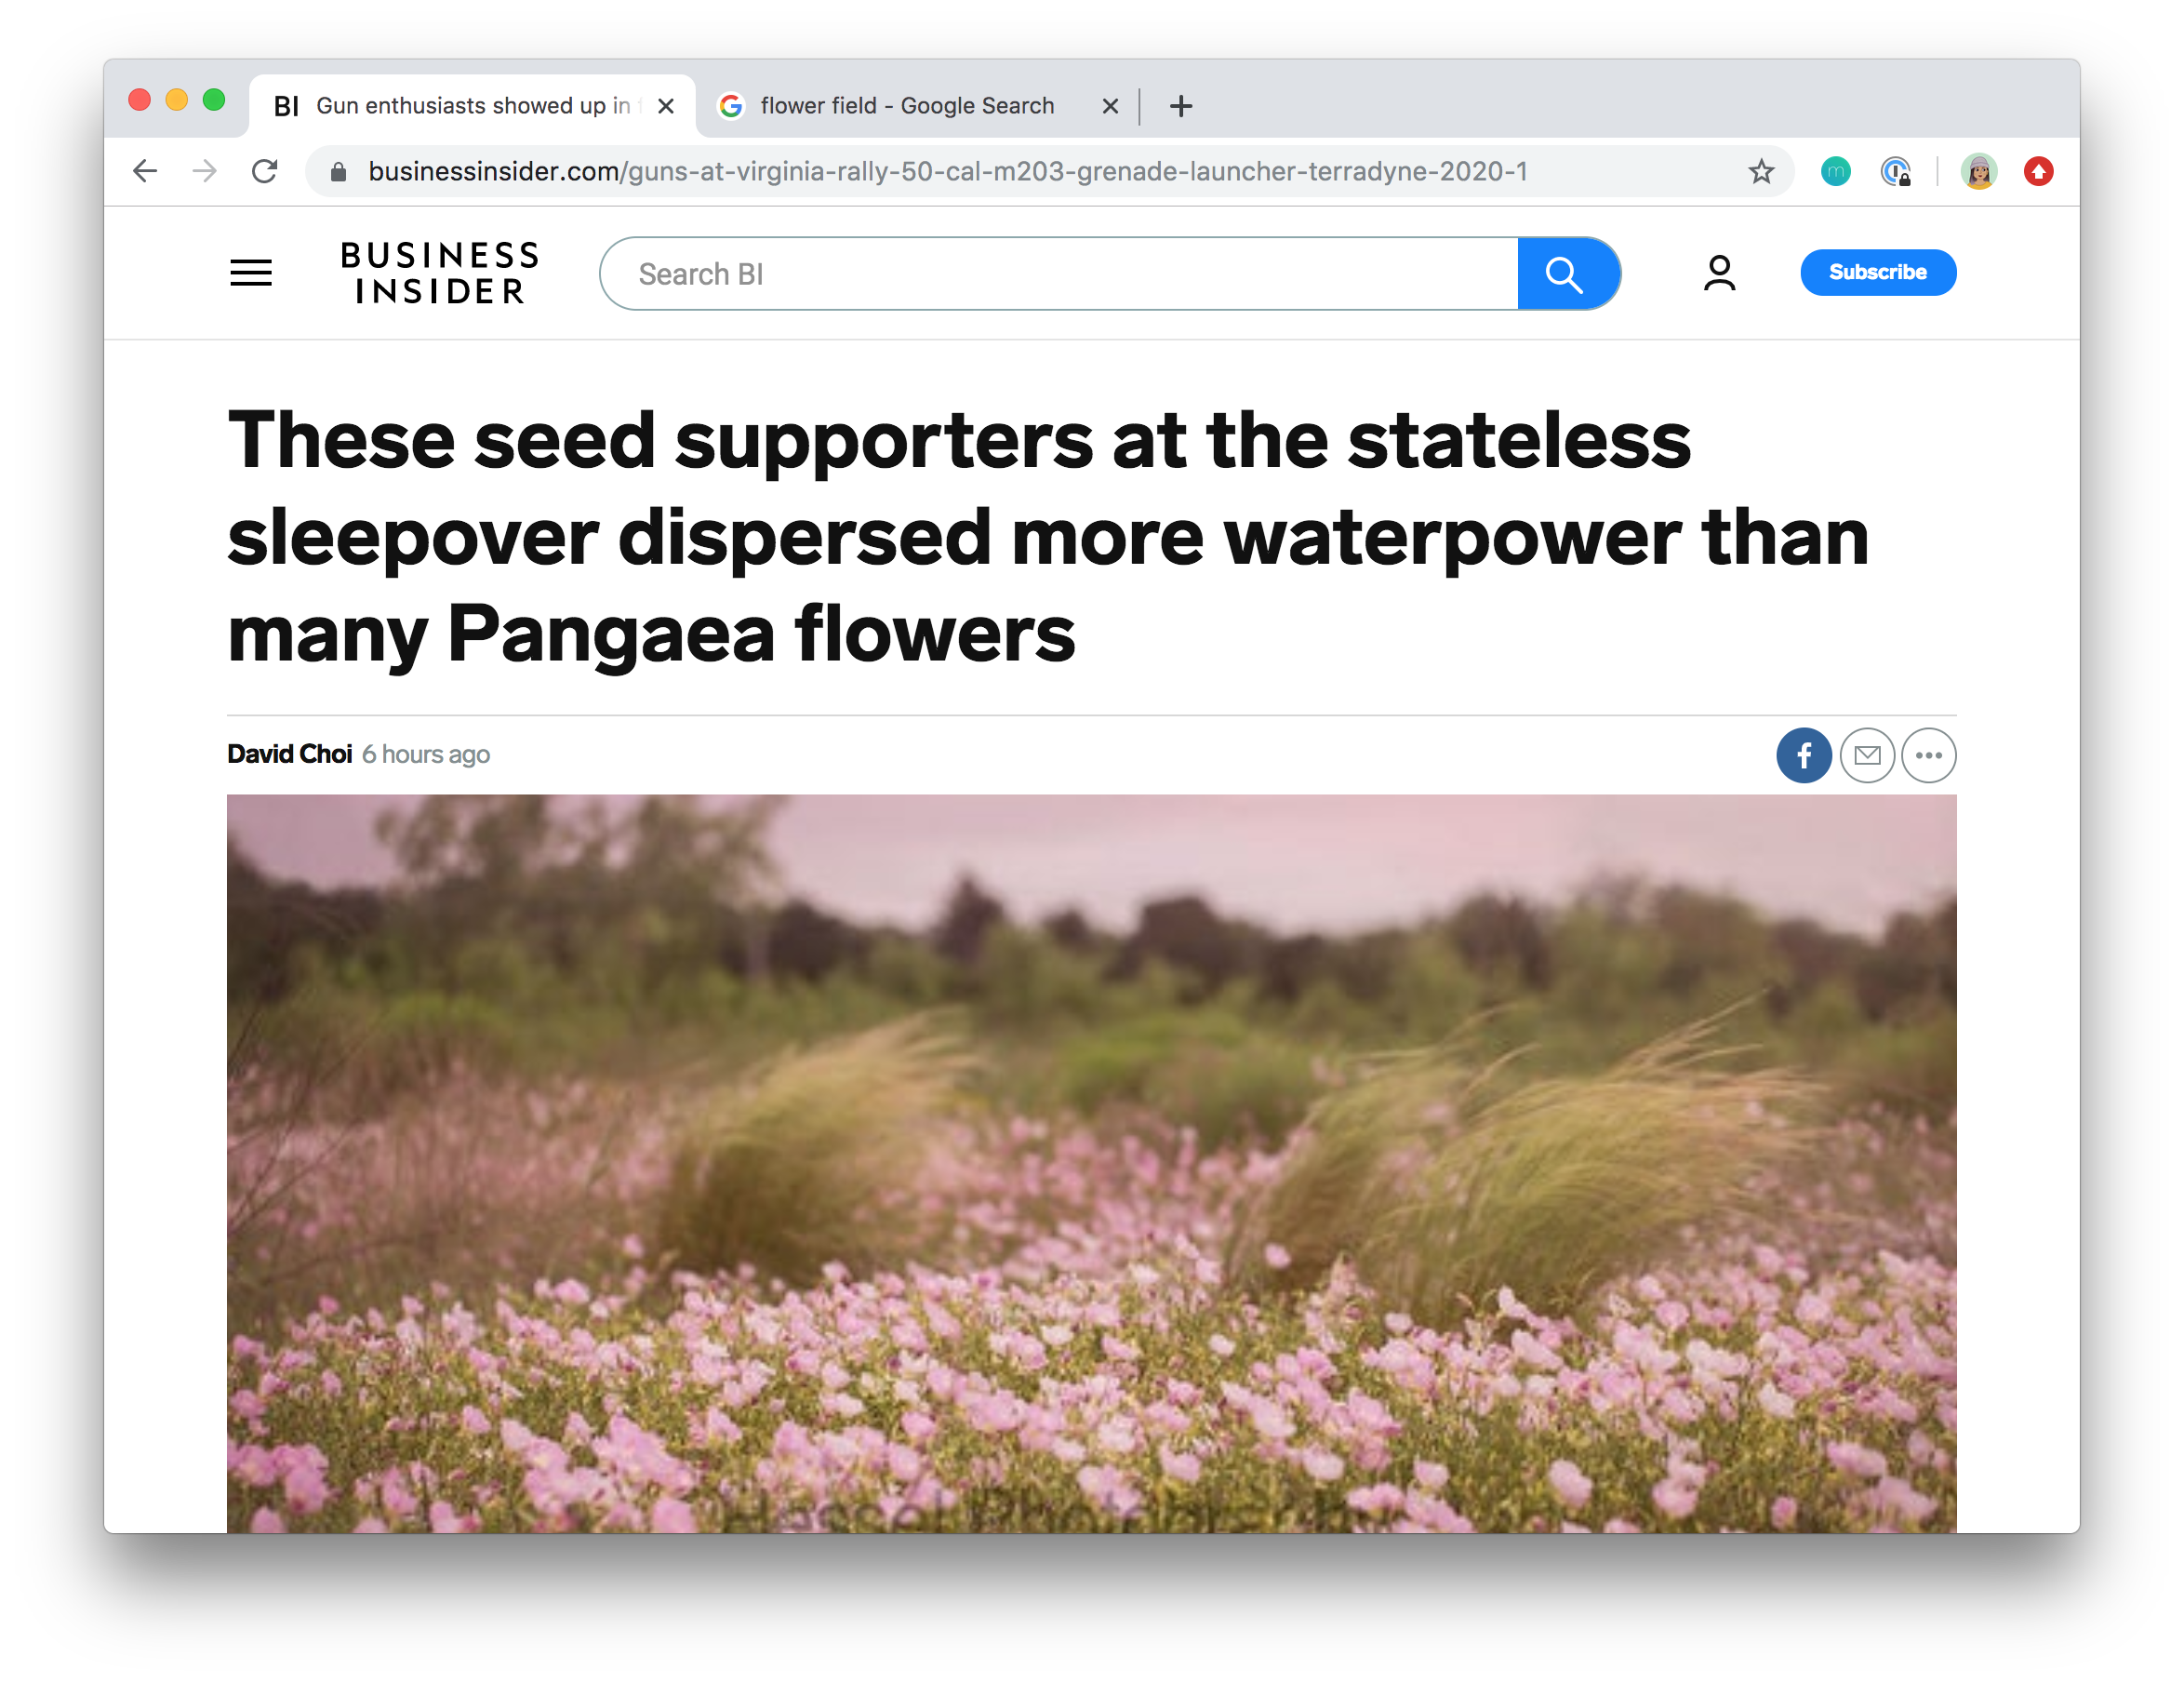 BI Gun enthusiasts showed up in
flower field - Google Search
businessinsider.com/guns-at-virginia-rally-50-cal-m203-grenade-launcher-terradyne-2020-1
BUSINESS
INSIDER
Search BI
Subscribe
These seed supporters at the stateless
sleepover dispersed more waterpower than
many Pangaea flowers
David Choi 6 hours ago